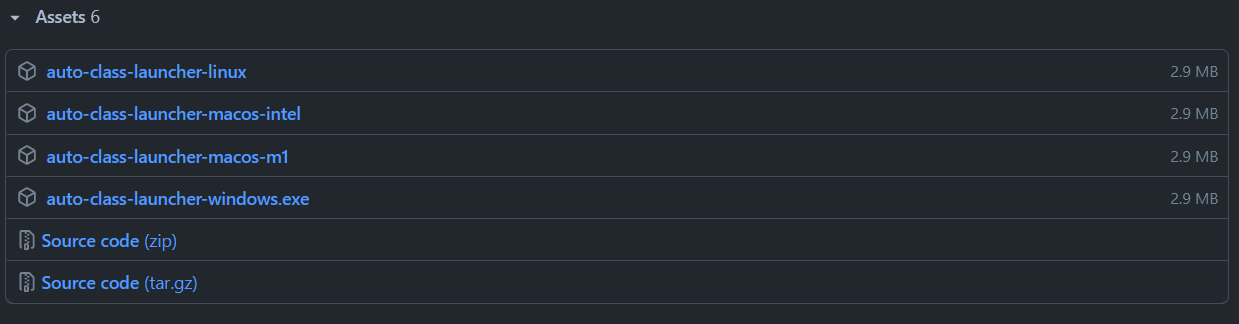 Assets 6
auto-class-launcher-linux 2.9 MB
auto-class-launcher-macos-intel 2.9 MB
auto-class-launcher-macos-m1 2.9 MB
auto-class-launcher-windows.exe 2.9 MB
Source code (zip)
Source code (tar.gz)